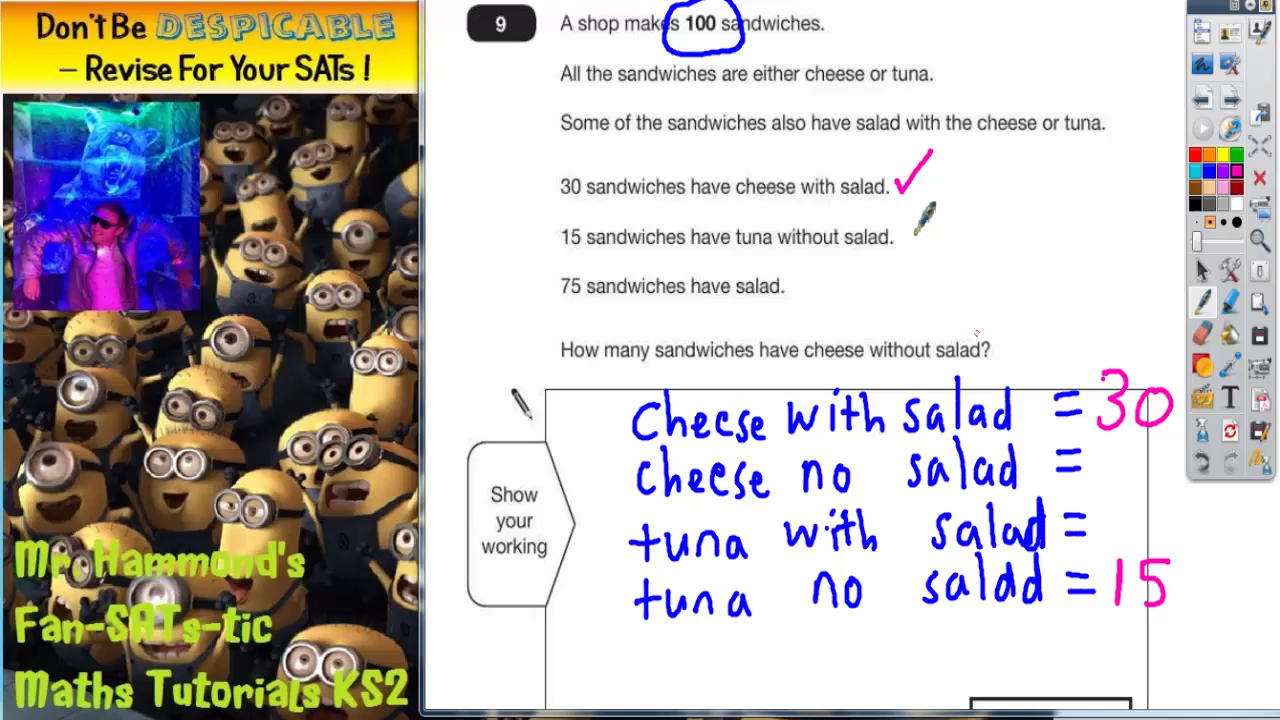 Don't Be DESPICABLE
– Revise For Your SATs !
Mr Hammond's
Fan-SATs-tic
Maths Tutorials KS2
9
A shop makes 100 sandwiches.
All the sandwiches are either cheese or tuna.
Some of the sandwiches also have salad with the cheese or tuna.
30 sandwiches have cheese with salad.
15 sandwiches have tuna without salad.
75 sandwiches have salad.
How many sandwiches have cheese without salad?
Show
your
working
cheese with salad = 30
cheese no salad =
tuna with salad =
tuna no salad = 15